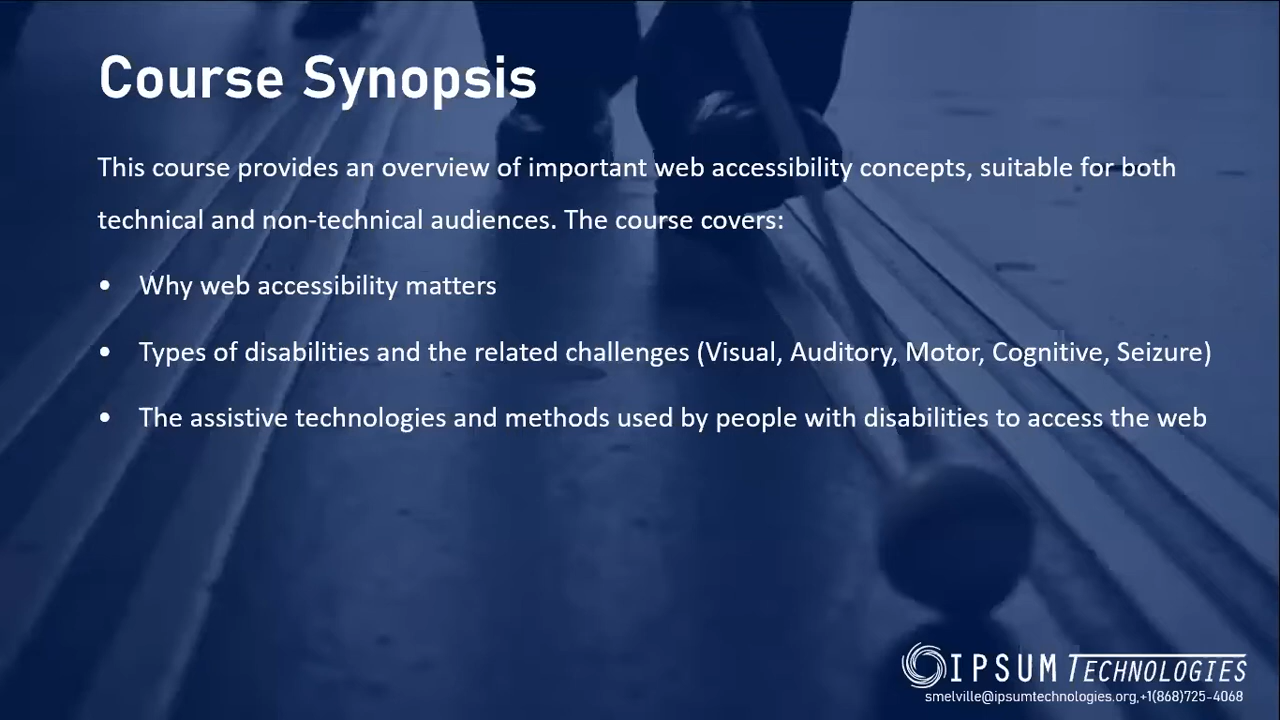 Course Synopsis
This course provides an overview of important web accessibility concepts, suitable for both
technical and non-technical audiences. The course covers:
• Why web accessibility matters
• Types of disabilities and the related challenges (Visual, Auditory, Motor, Cognitive, Seizure)
• The assistive technologies and methods used by people with disabilities to access the web
IPSUM TECHNOLOGIES
smelville@ipsumtechnologies.org,+1(868)725-4068